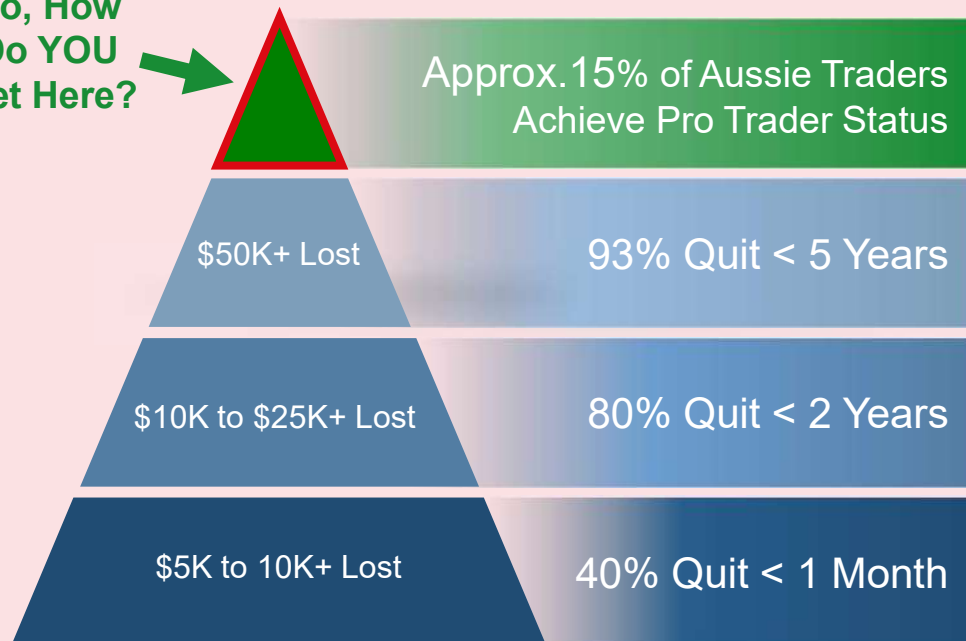 o, How
Do YOU
et Here?
Approx.15% of Aussie Traders
Achieve Pro Trader Status
$50K+ Lost
93% Quit < 5 Years
$10K to $25K+ Lost
80% Quit < 2 Years
$5K to 10K+ Lost
40% Quit < 1 Month